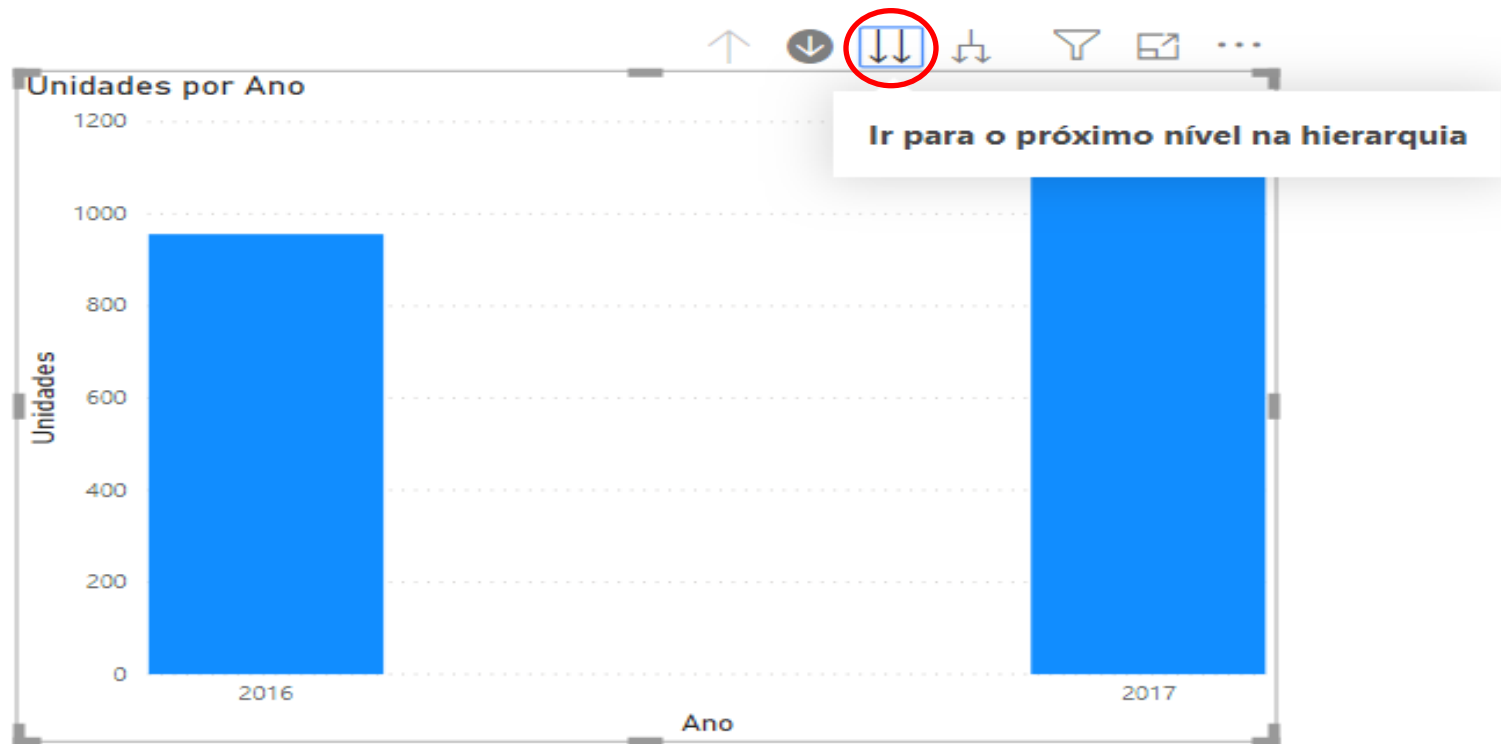 Unidades por Ano
Ir para o próximo nível na hierarquia
1200
1000
800
600
400
200
0
Unidades
2016
2017
Ano